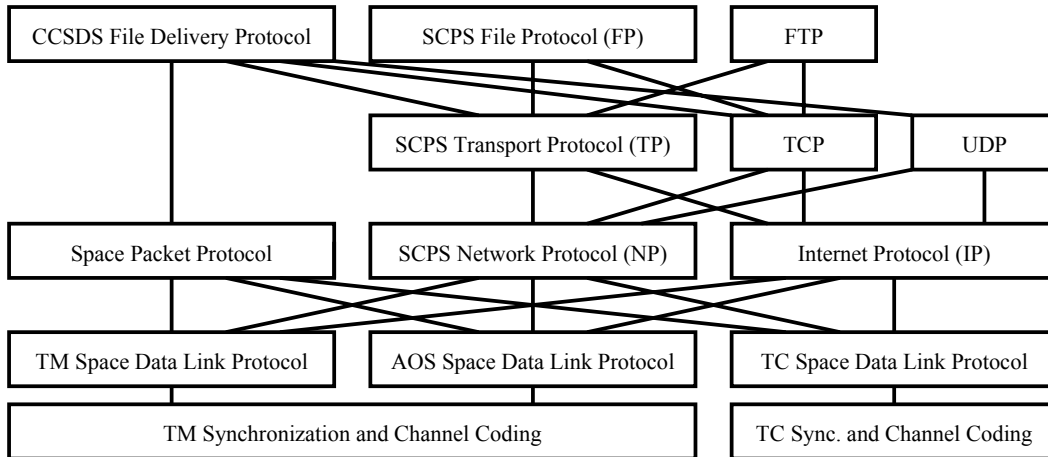 CCSDS File Delivery Protocol
SCPS File Protocol (FP)
FTP
SCPS Transport Protocol (TP)
TCP
UDP
Space Packet Protocol
SCPS Network Protocol (NP)
Internet Protocol (IP)
TM Space Data Link Protocol
AOS Space Data Link Protocol
TC Space Data Link Protocol
TM Synchronization and Channel Coding
TC Sync. and Channel Coding